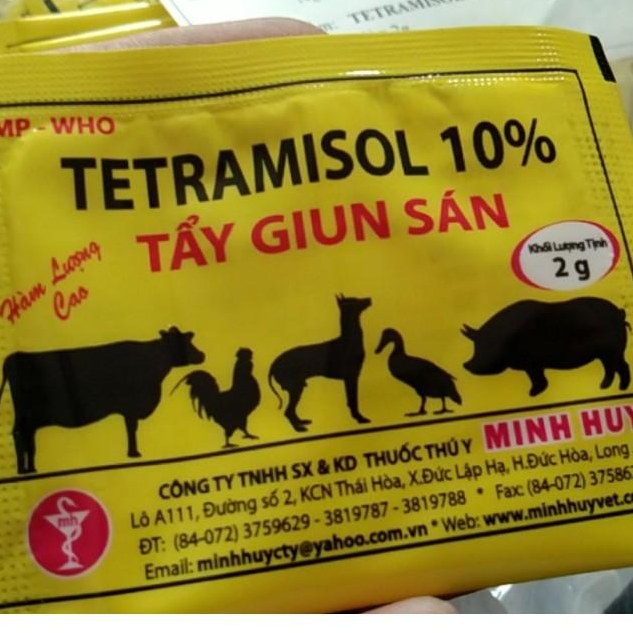 TETRAMISOL
2g
MP - WHO
TETRAMISOL 10%
TẨY GIUN SÁN
Hàm Lượng
Cao
Khối Lượng Tịnh
2 g
CÔNG TY TNHH SX & KD THUỐC THÚ Y MINH HUY
Lô A111, Đường số 2, KCN Thái Hòa, X.Đức Lập Hạ, H.Đức Hòa, Long
ĐT: (84-072) 3759629 - 3819787 - 3819788 * Fax: (84-072) 37586
Email: minhhuycty@yahoo.com.vn * Web: www.minhhuyvet.c
mh